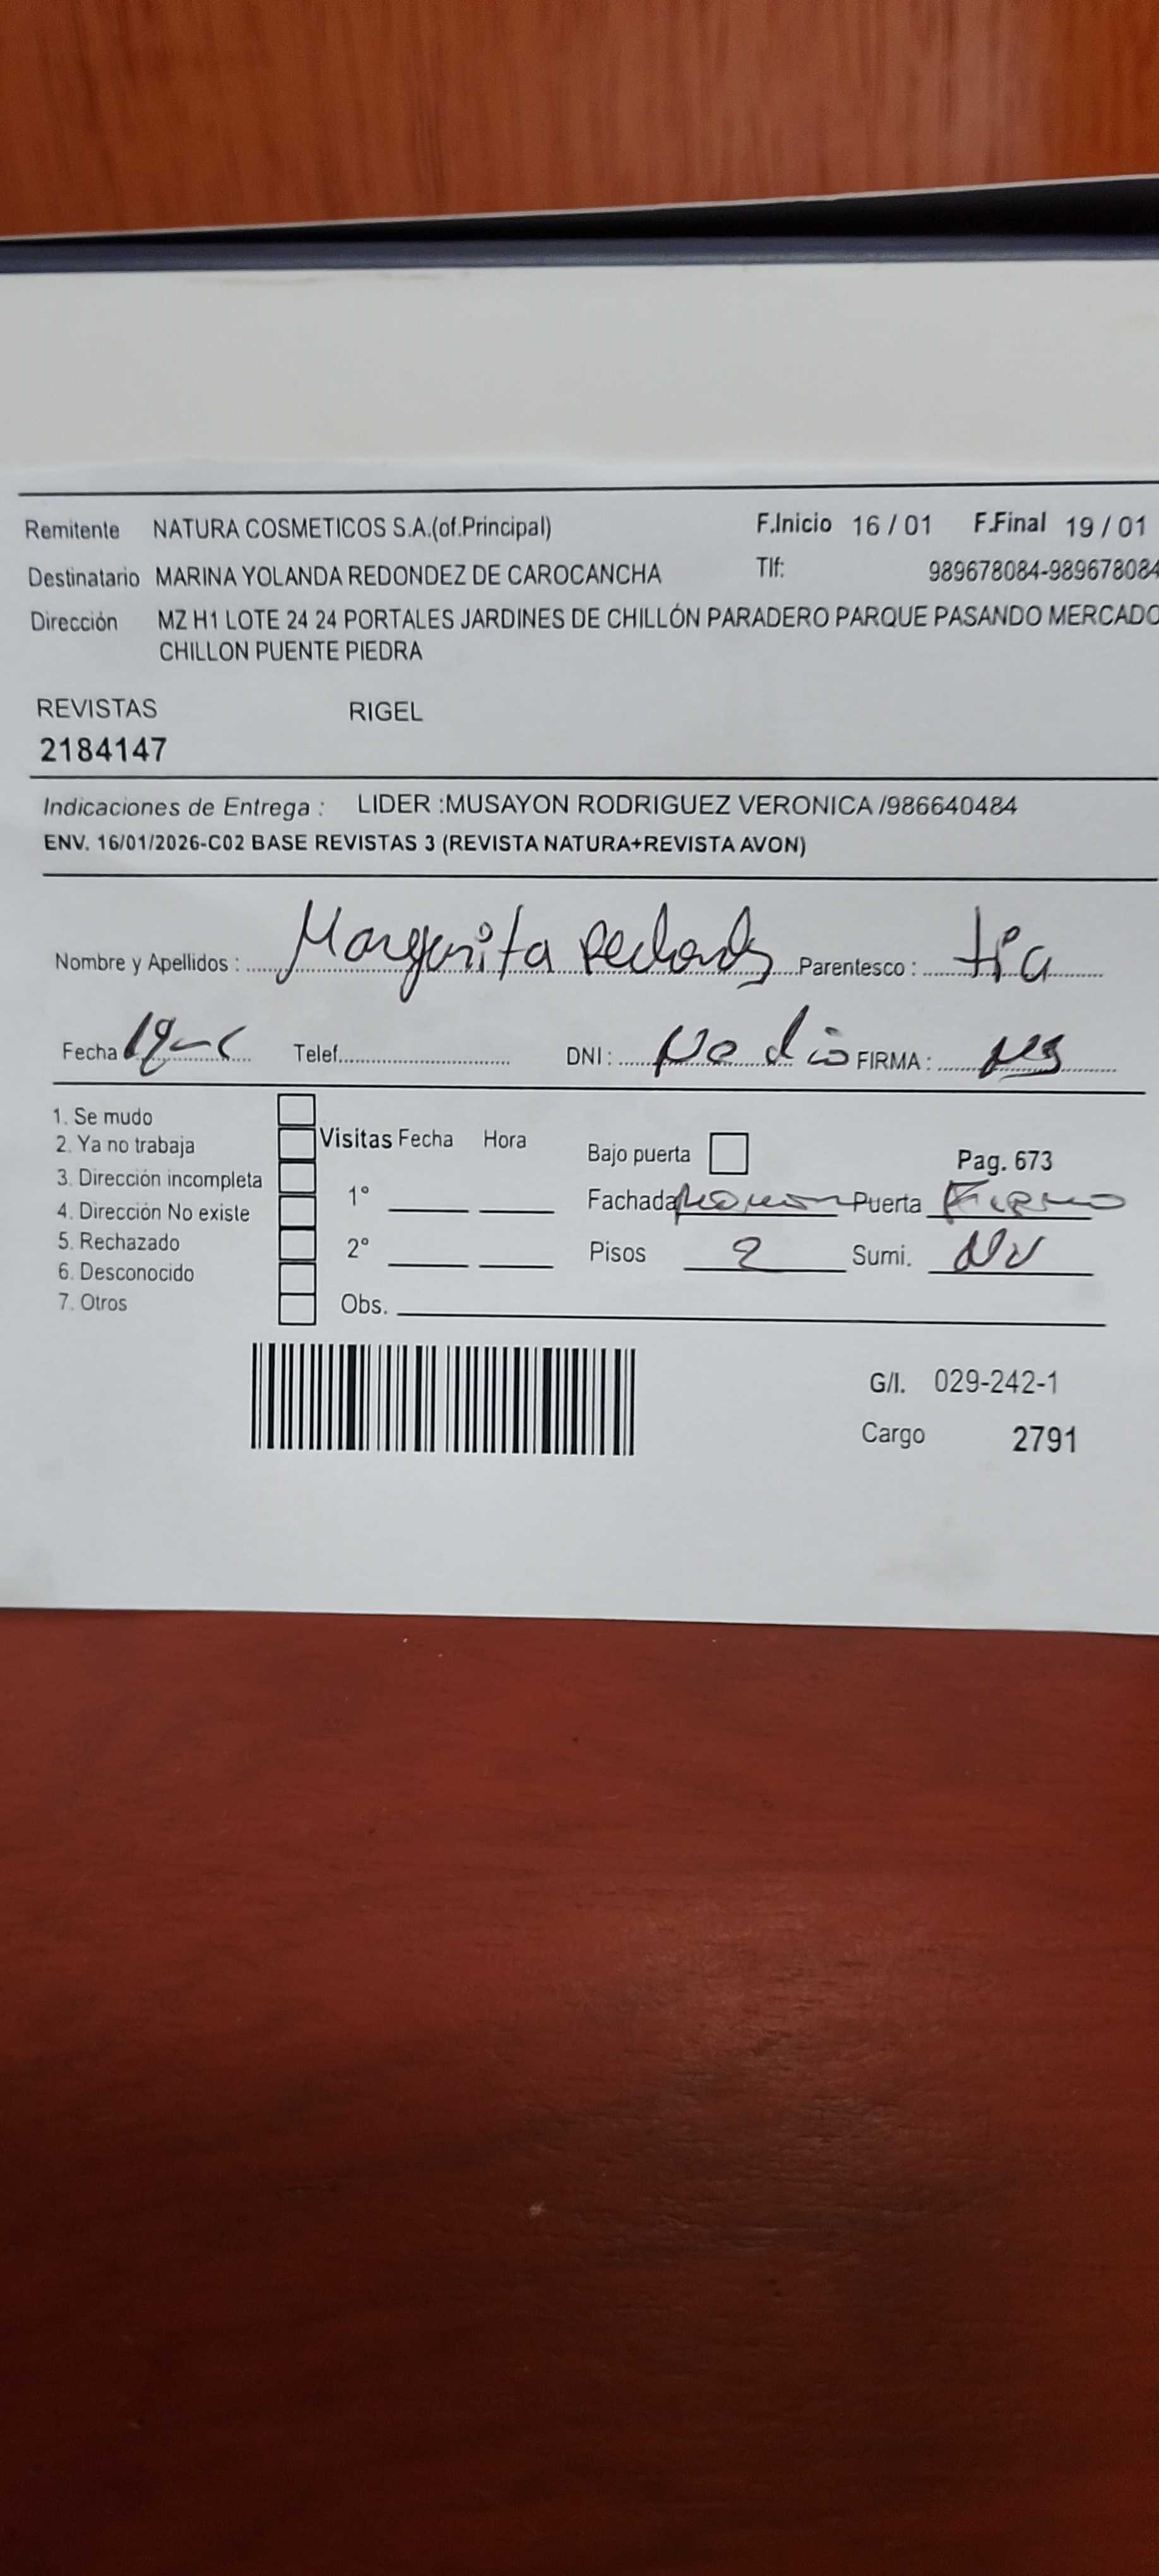 Remitente NATURA COSMETICOS S.A.(of.Principal) F.Inicio 16 / 01 F.Final 19 / 01
Destinatario MARINA YOLANDA REDONDEZ DE CAROCANCHA Tlf: 989678084-989678084
Dirección MZ H1 LOTE 24 24 PORTALES JARDINES DE CHILLÓN PARADERO PARQUE PASANDO MERCADO
CHILLON PUENTE PIEDRA
REVISTAS RIGEL
2184147
Indicaciones de Entrega : LIDER :MUSAYON RODRIGUEZ VERONICA /986640484
ENV. 16/01/2026-C02 BASE REVISTAS 3 (REVISTA NATURA+REVISTA AVON)
Nombre y Apellidos : Margarita Parentesco : tia
Fecha Telef. DNI : No dio FIRMA :
1. Se mudo
2. Ya no trabaja Visitas Fecha Hora Bajo puerta Pag. 673
3. Dirección incompleta
4. Dirección No existe 1° Fachada Puerta Fierro
5. Rechazado 2° Pisos 2 Sumi.
6. Desconocido
7. Otros Obs.
G/I. 029-242-1
Cargo 2791